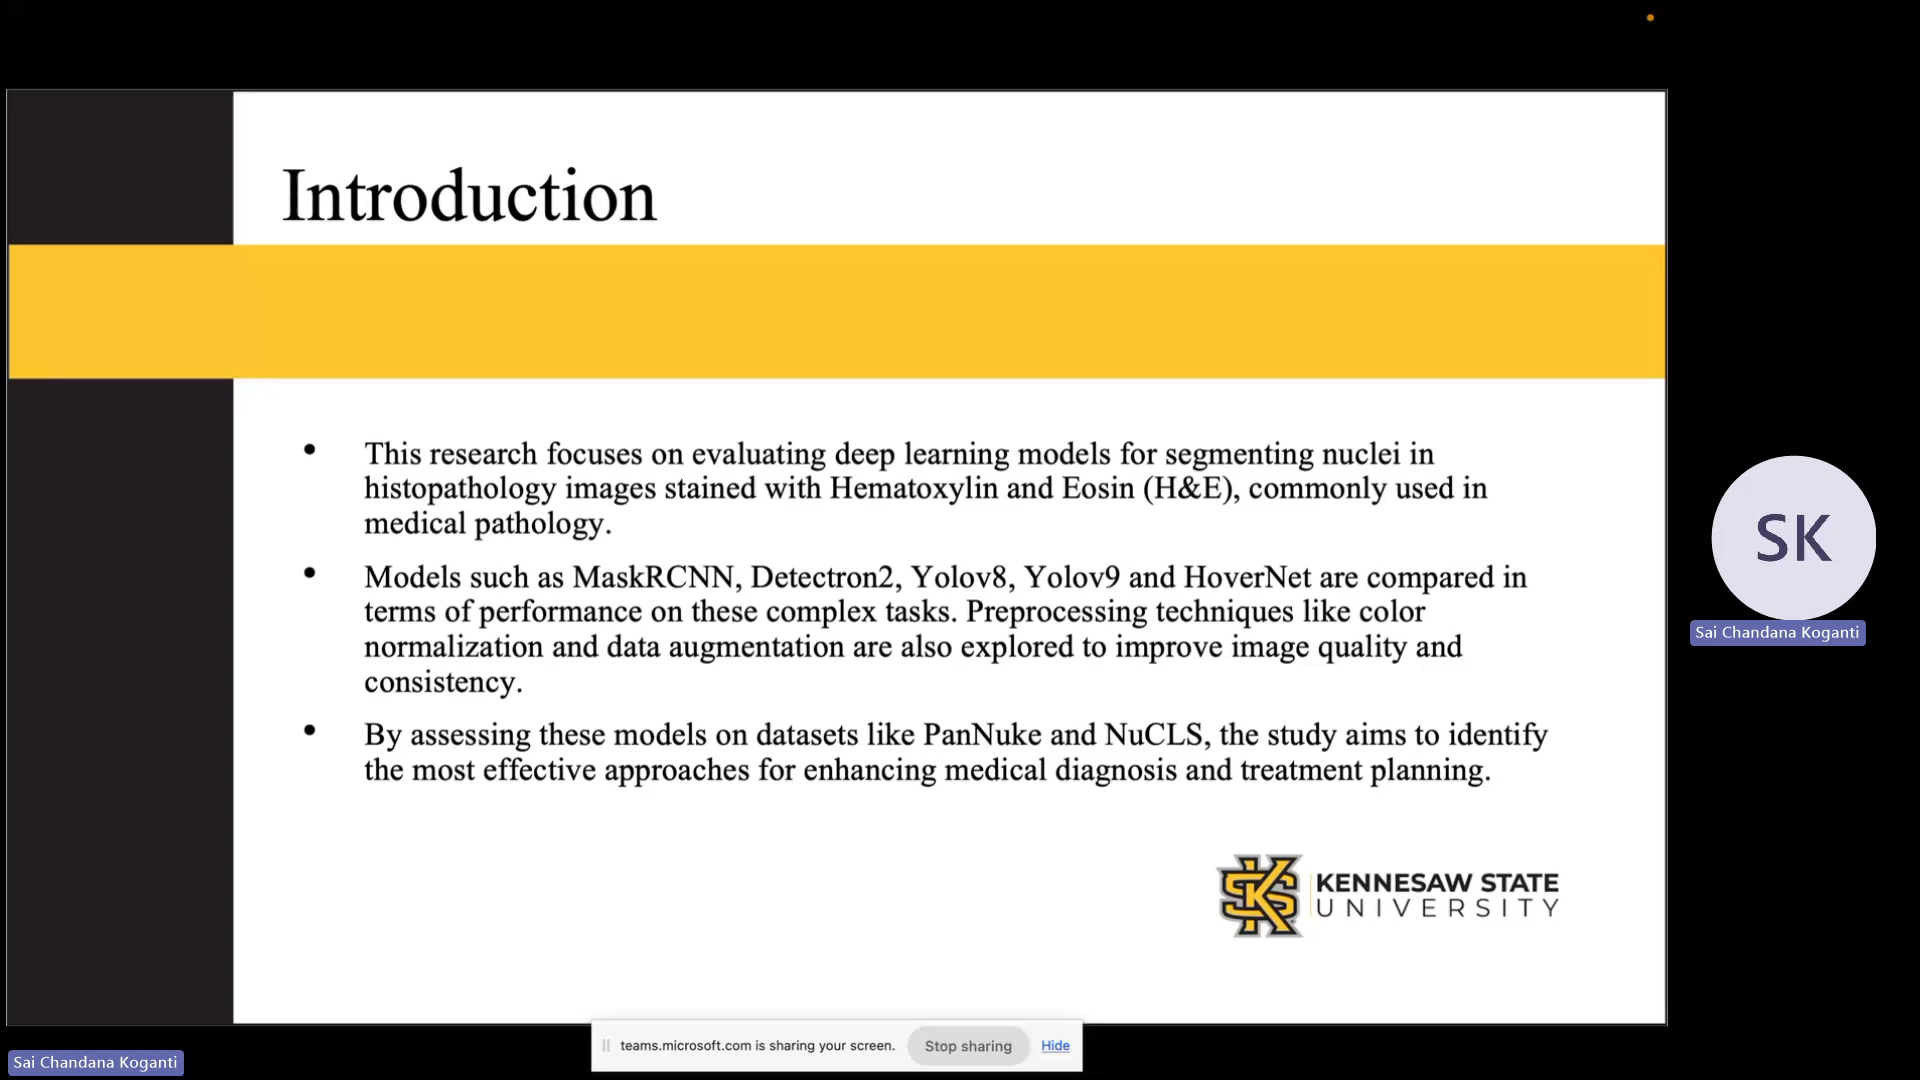 Introduction
• This research focuses on evaluating deep learning models for segmenting nuclei in
histopathology images stained with Hematoxylin and Eosin (H&E), commonly used in
medical pathology.
• Models such as MaskRCNN, Detectron2, Yolov8, Yolov9 and HoverNet are compared in
terms of performance on these complex tasks. Preprocessing techniques like color
normalization and data augmentation are also explored to improve image quality and
consistency.
• By assessing these models on datasets like PanNuke and NuCLS, the study aims to identify
the most effective approaches for enhancing medical diagnosis and treatment planning.
KS
KENNESAW STATE
UNIVERSITY
SK
Sai Chandana Koganti
teams.microsoft.com is sharing your screen. Stop sharing Hide
Sai Chandana Koganti